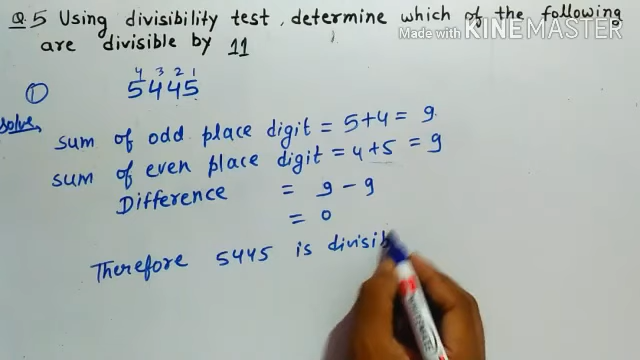 Q.5 Using divisibility test, determine which of the following
are divisible by 11
Made with KINEMASTER
4 3 2 1
① 5445
Solve,
sum of odd place digit = 5+4 = 9
sum of even place digit = 4+5 = 9
Difference = 9 - 9
= 0
Therefore 5445 is divisib